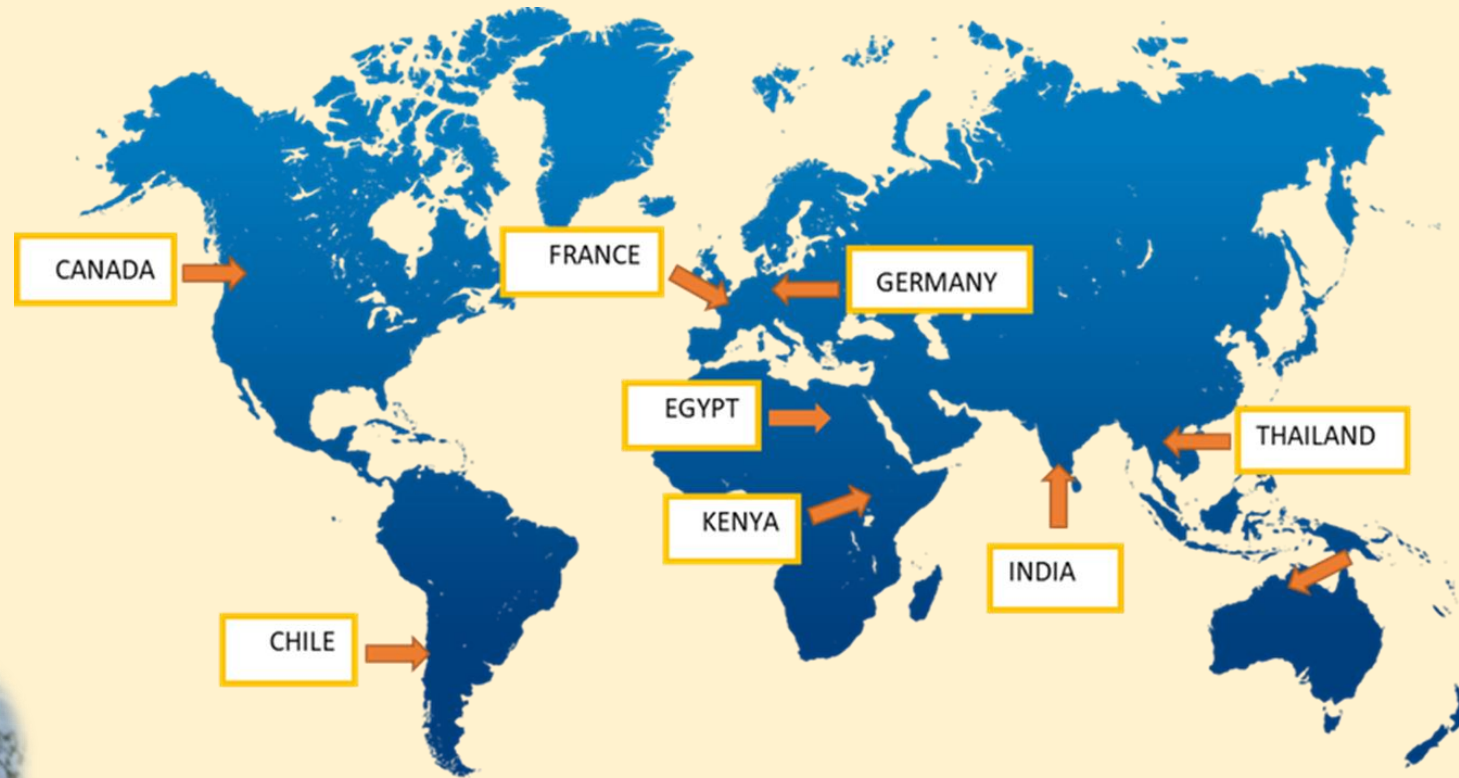 FRANCE
GERMANY
CANADA
EGYPT
THAILAND
KENYA
INDIA
CHILE